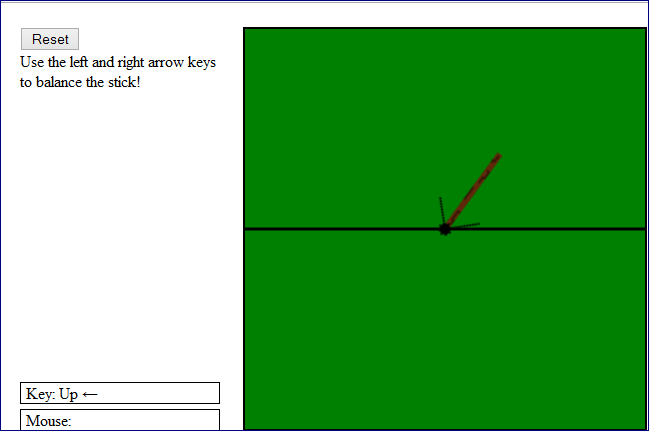 Reset
Use the left and right arrow keys
to balance the stick!
Key: Up ←
Mouse: